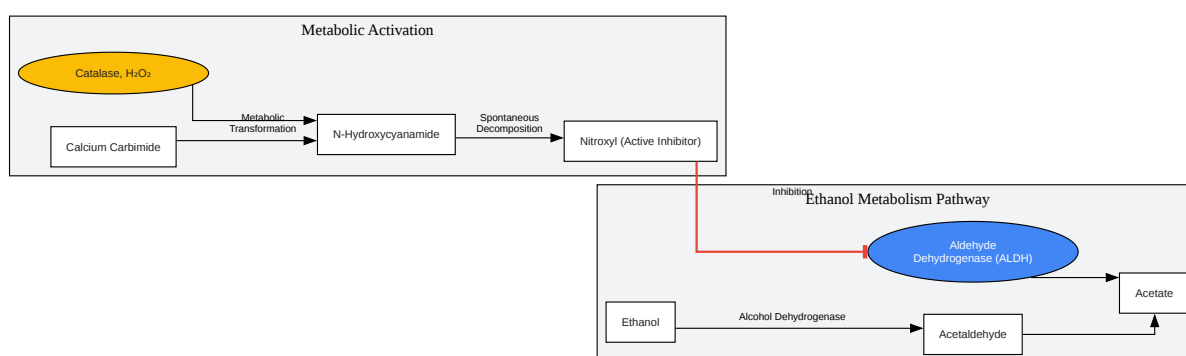 Metabolic Activation
Catalase, H₂O₂
Metabolic
Transformation
Calcium Carbimide
N-Hydroxycyanamide
Spontaneous
Decomposition
Nitroxyl (Active Inhibitor)
Inhibition
Ethanol Metabolism Pathway
Aldehyde
Dehydrogenase (ALDH)
Acetate
Ethanol
Alcohol Dehydrogenase
Acetaldehyde